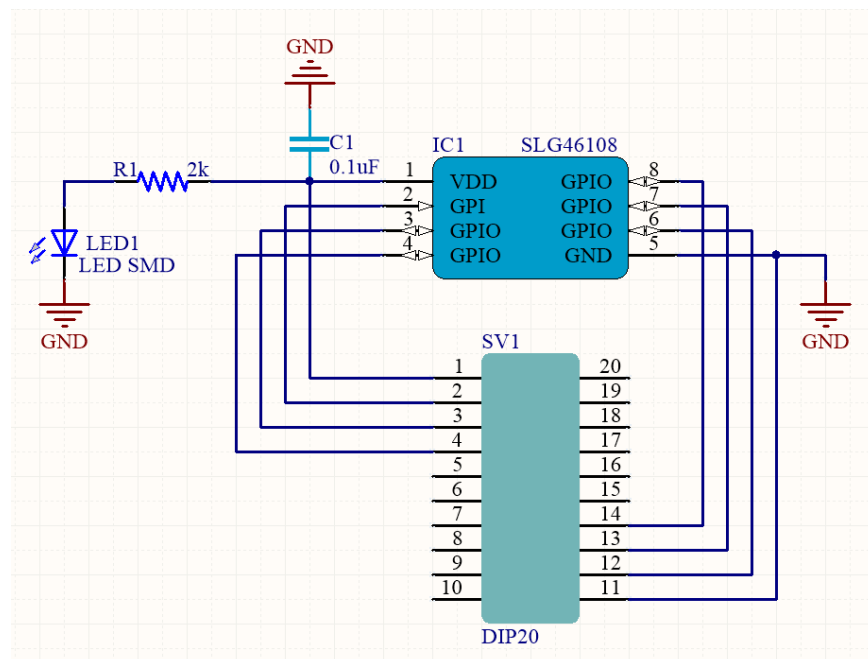 GND
C1
0.1uF
R1 2k
LED1
LED SMD
GND
IC1 SLG46108
1 VDD GPIO 8
2 GPI GPIO 7
3 GPIO GPIO 6
4 GPIO GND 5
GND
SV1
1 20
2 19
3 18
4 17
5 16
6 15
7 14
8 13
9 12
10 11
DIP20